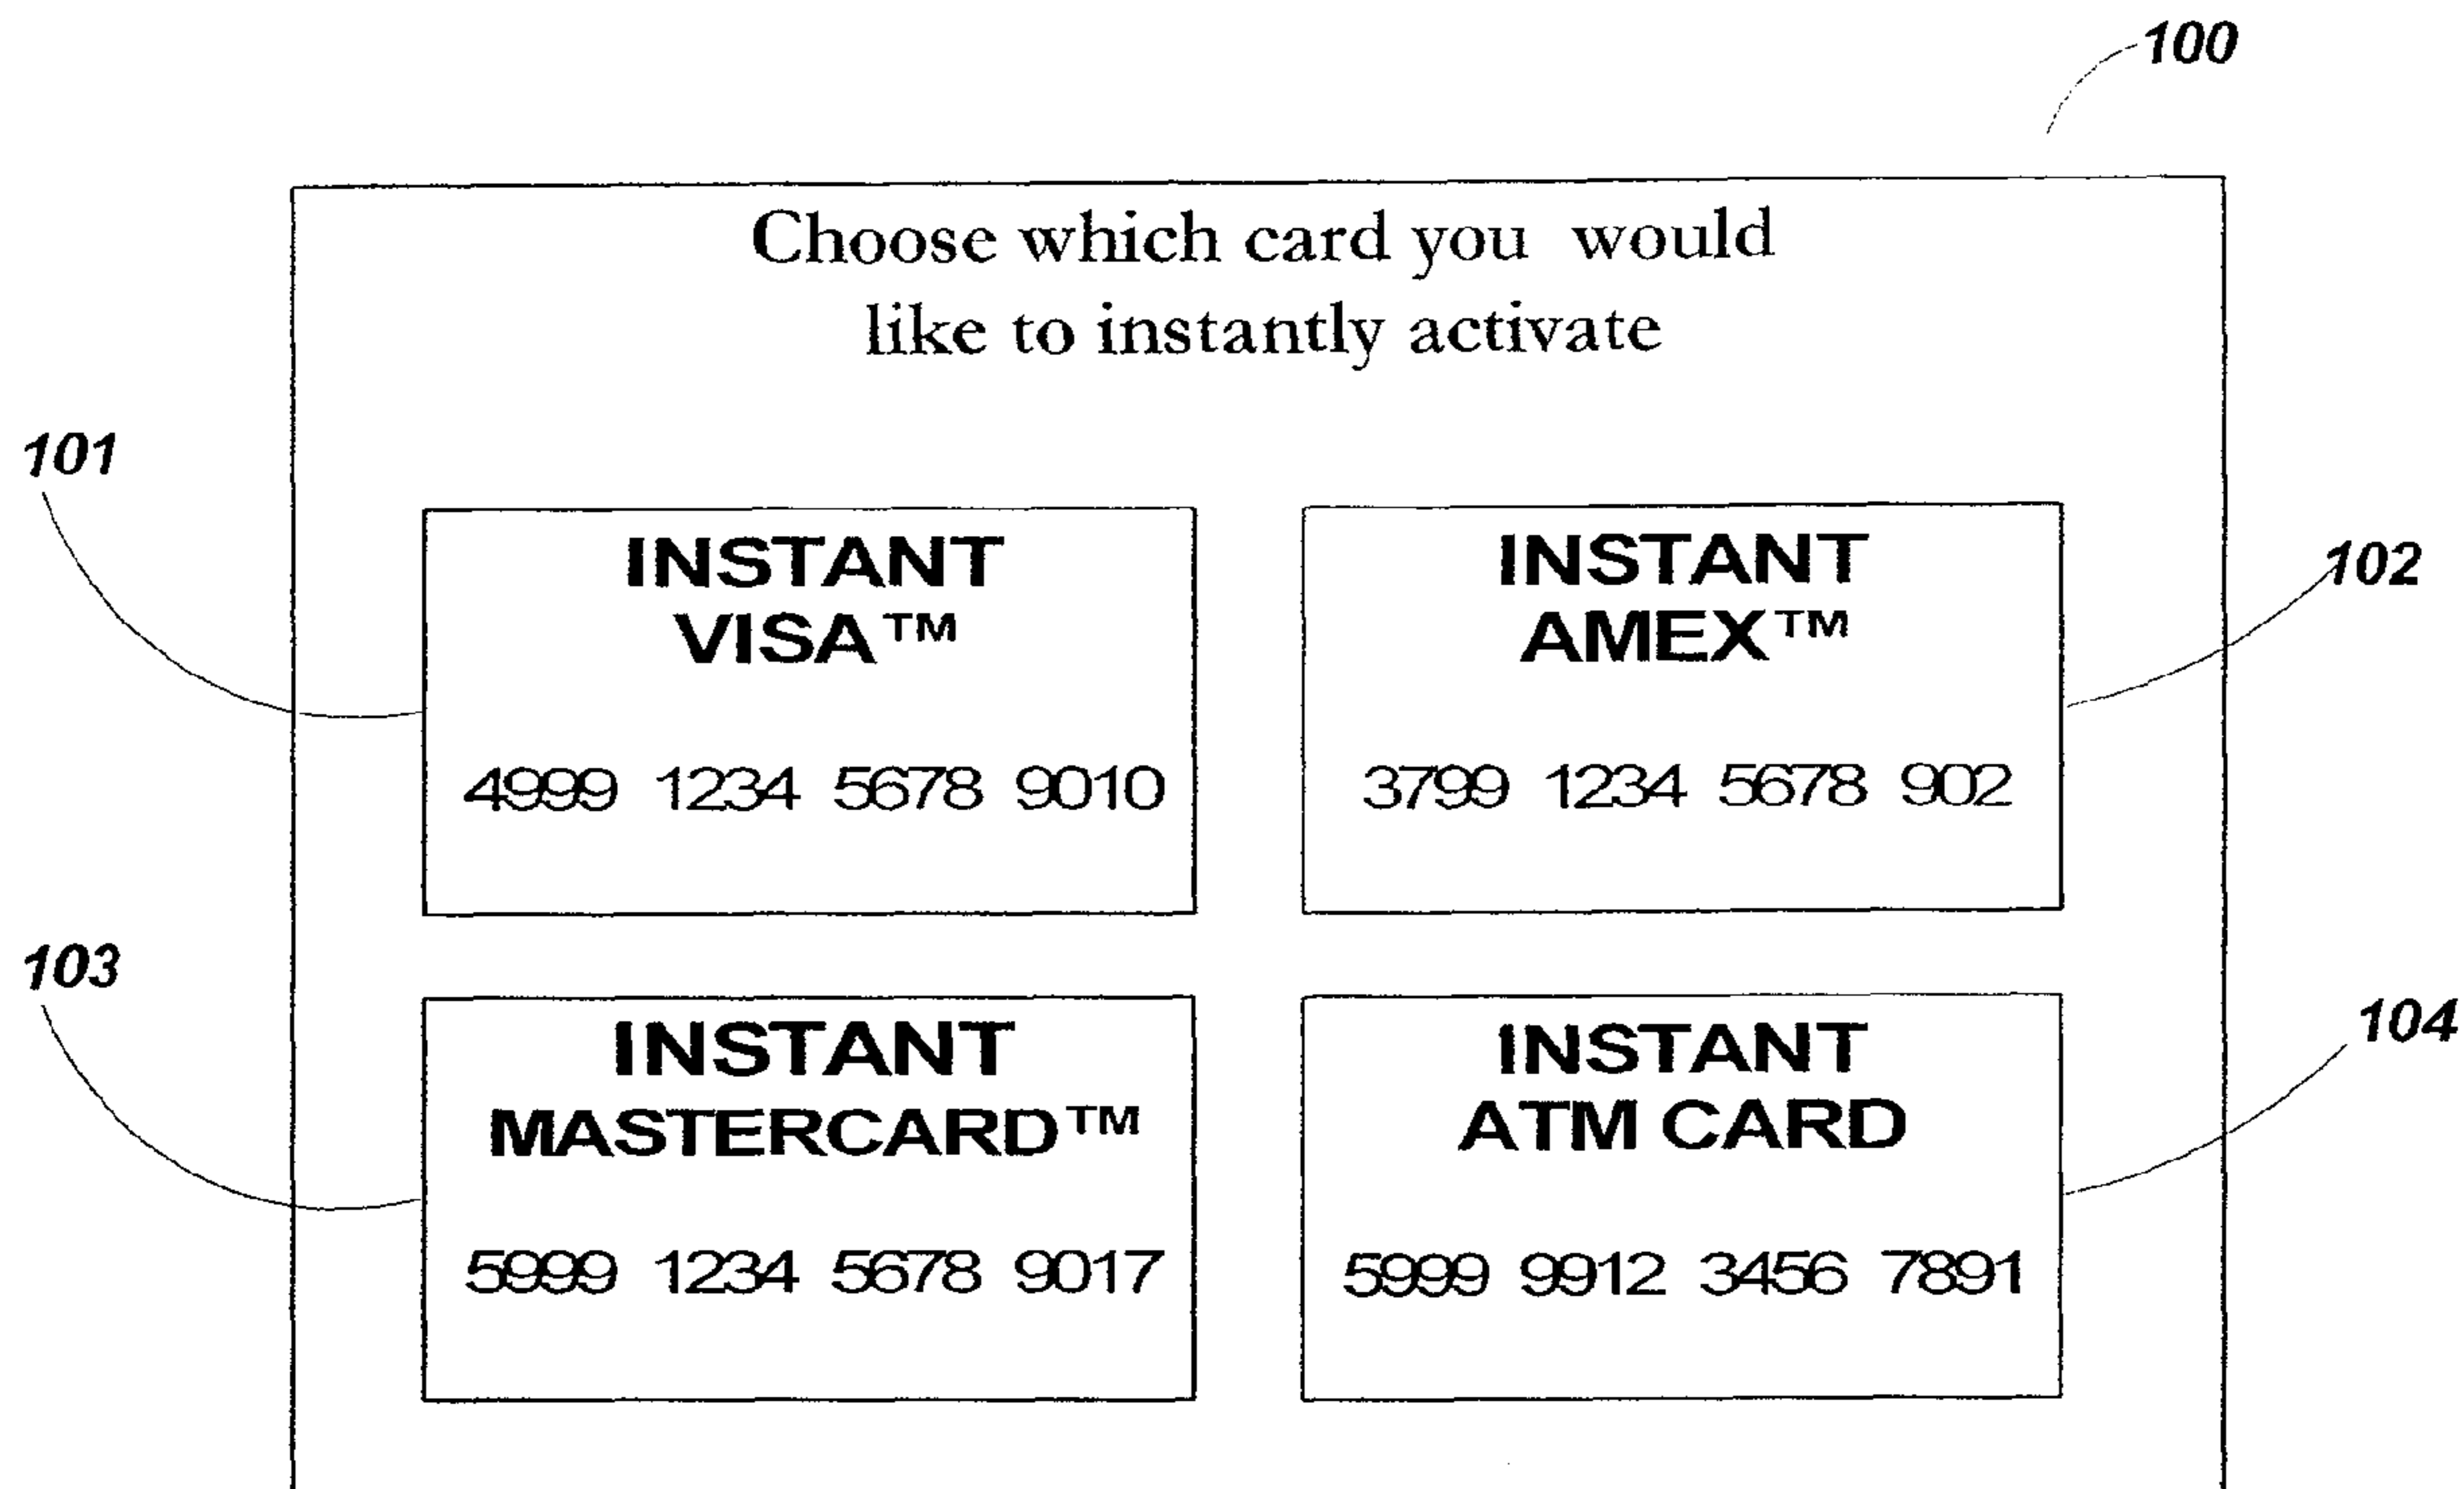 100
Choose which card you would
like to instantly activate
101
INSTANT
VISA™
4999 1234 5678 9010
102
INSTANT
AMEX™
3799 1234 5678 902
103
INSTANT
MASTERCARD™
5999 1234 5678 9017
104
INSTANT
ATM CARD
5999 9912 3456 7891